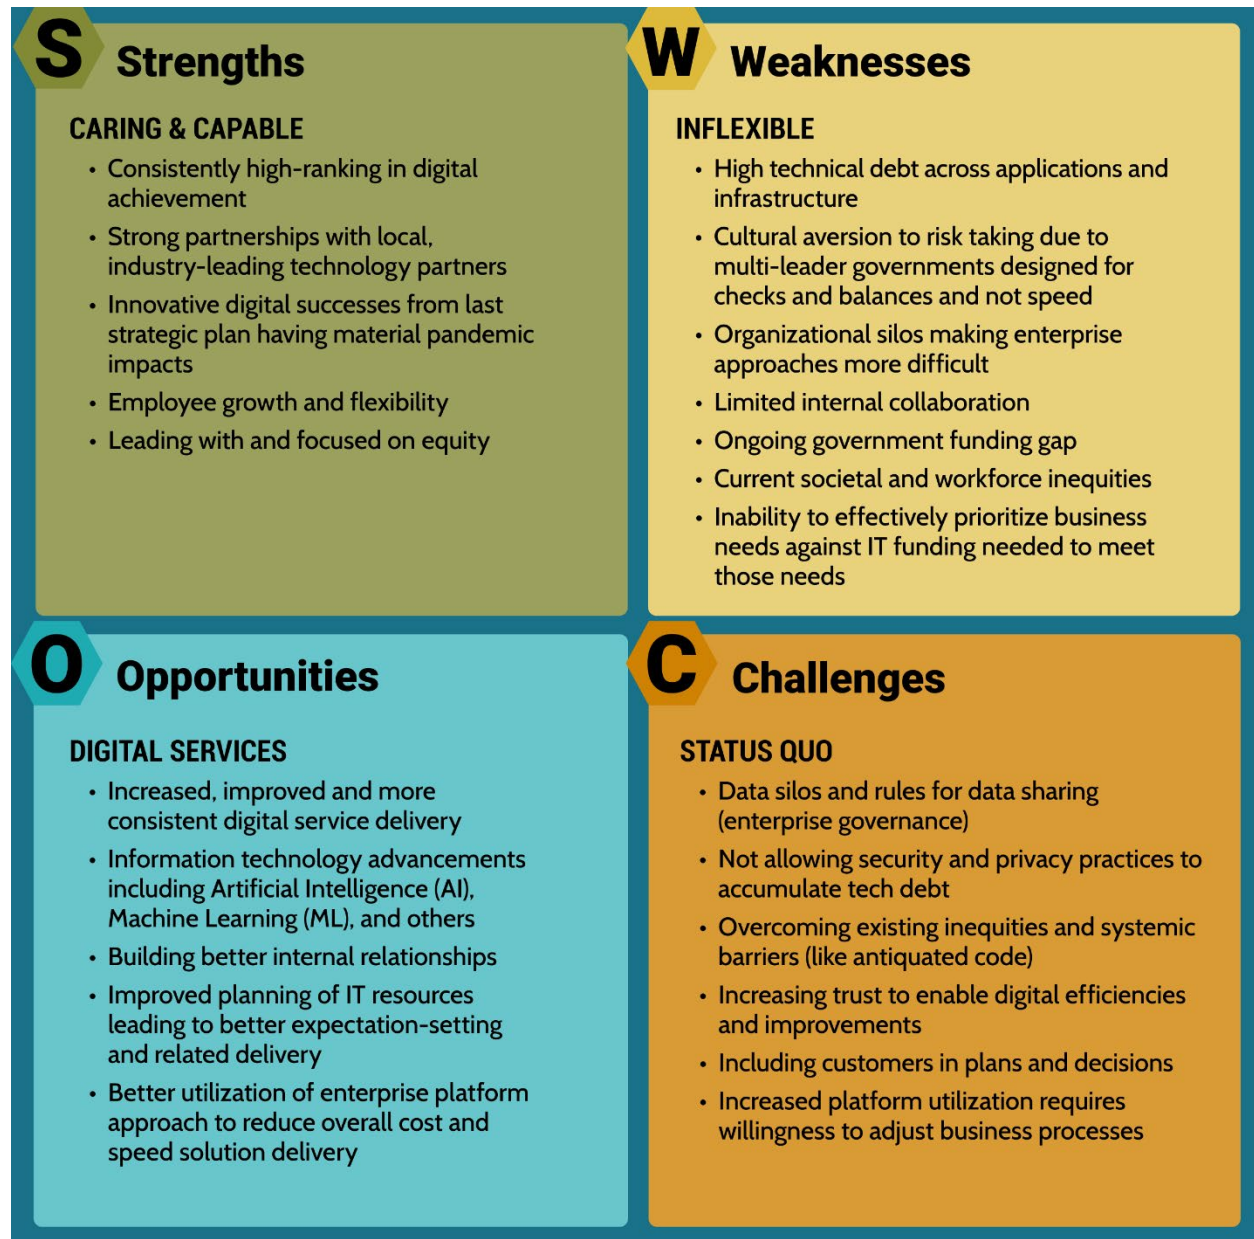 S Strengths
CARING & CAPABLE
• Consistently high-ranking in digital
achievement
• Strong partnerships with local,
industry-leading technology partners
• Innovative digital successes from last
strategic plan having material pandemic
impacts
• Employee growth and flexibility
• Leading with and focused on equity
W Weaknesses
INFLEXIBLE
• High technical debt across applications and
infrastructure
• Cultural aversion to risk taking due to
multi-leader governments designed for
checks and balances and not speed
• Organizational silos making enterprise
approaches more difficult
• Limited internal collaboration
• Ongoing government funding gap
• Current societal and workforce inequities
• Inability to effectively prioritize business
needs against IT funding needed to meet
those needs
O Opportunities
DIGITAL SERVICES
• Increased, improved and more
consistent digital service delivery
• Information technology advancements
including Artificial Intelligence (AI),
Machine Learning (ML), and others
• Building better internal relationships
• Improved planning of IT resources
leading to better expectation-setting
and related delivery
• Better utilization of enterprise platform
approach to reduce overall cost and
speed solution delivery
C Challenges
STATUS QUO
• Data silos and rules for data sharing
(enterprise governance)
• Not allowing security and privacy practices to
accumulate tech debt
• Overcoming existing inequities and systemic
barriers (like antiquated code)
• Increasing trust to enable digital efficiencies
and improvements
• Including customers in plans and decisions
• Increased platform utilization requires
willingness to adjust business processes